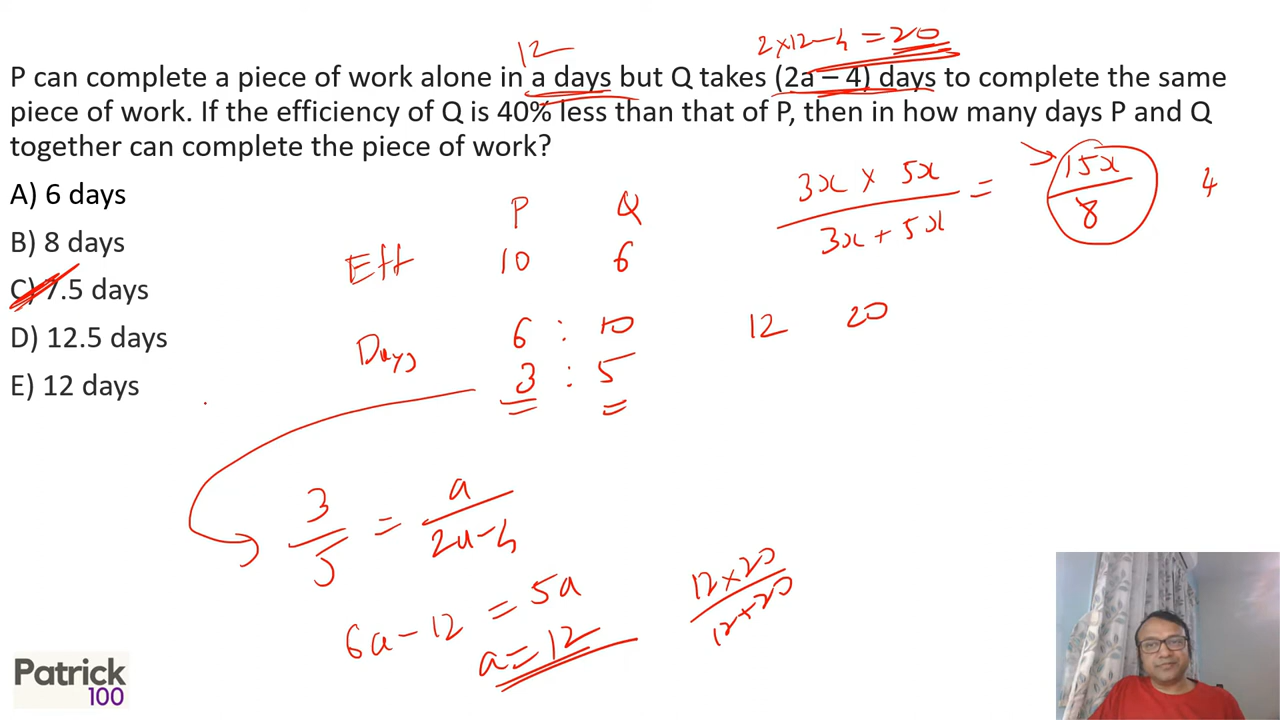 12
2×12-4 = 20
P can complete a piece of work alone in a days but Q takes (2a – 4) days to complete the same
piece of work. If the efficiency of Q is 40% less than that of P, then in how many days P and Q
together can complete the piece of work?
A) 6 days
B) 8 days
C) 7.5 days
D) 12.5 days
E) 12 days
P Q
Eff 10 6
Days 6 : 10
3 : 5
3x × 5x / 3x + 5x = 15x / 8
4
12 20
3/5 = a/2a-4
6a - 12 = 5a
a = 12
12×20 / 12+20
Patrick
100